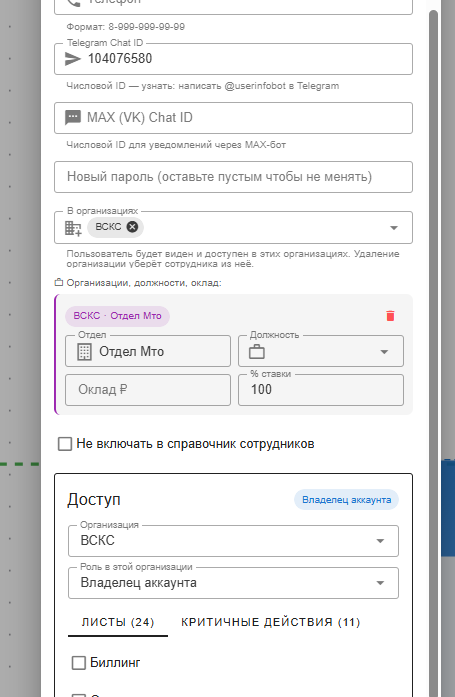 Телефон
Формат: 8-999-999-99-99
Telegram Chat ID
104076580
Числовой ID — узнать: написать @userinfobot в Telegram
MAX (VK) Chat ID
Числовой ID для уведомлений через MAX-бот
Новый пароль (оставьте пустым чтобы не менять)
В организациях
ВСКС
Пользователь будет виден и доступен в этих организациях. Удаление
организации уберёт сотрудника из неё.
Организации, должности, оклад:
ВСКС · Отдел Мто
Отдел
Должность
Отдел Мто
% ставки
Оклад ₽
100
Не включать в справочник сотрудников
Доступ
Владелец аккаунта
Организация
ВСКС
Роль в этой организации
Владелец аккаунта
ЛИСТЫ (24)
КРИТИЧНЫЕ ДЕЙСТВИЯ (11)
Биллинг